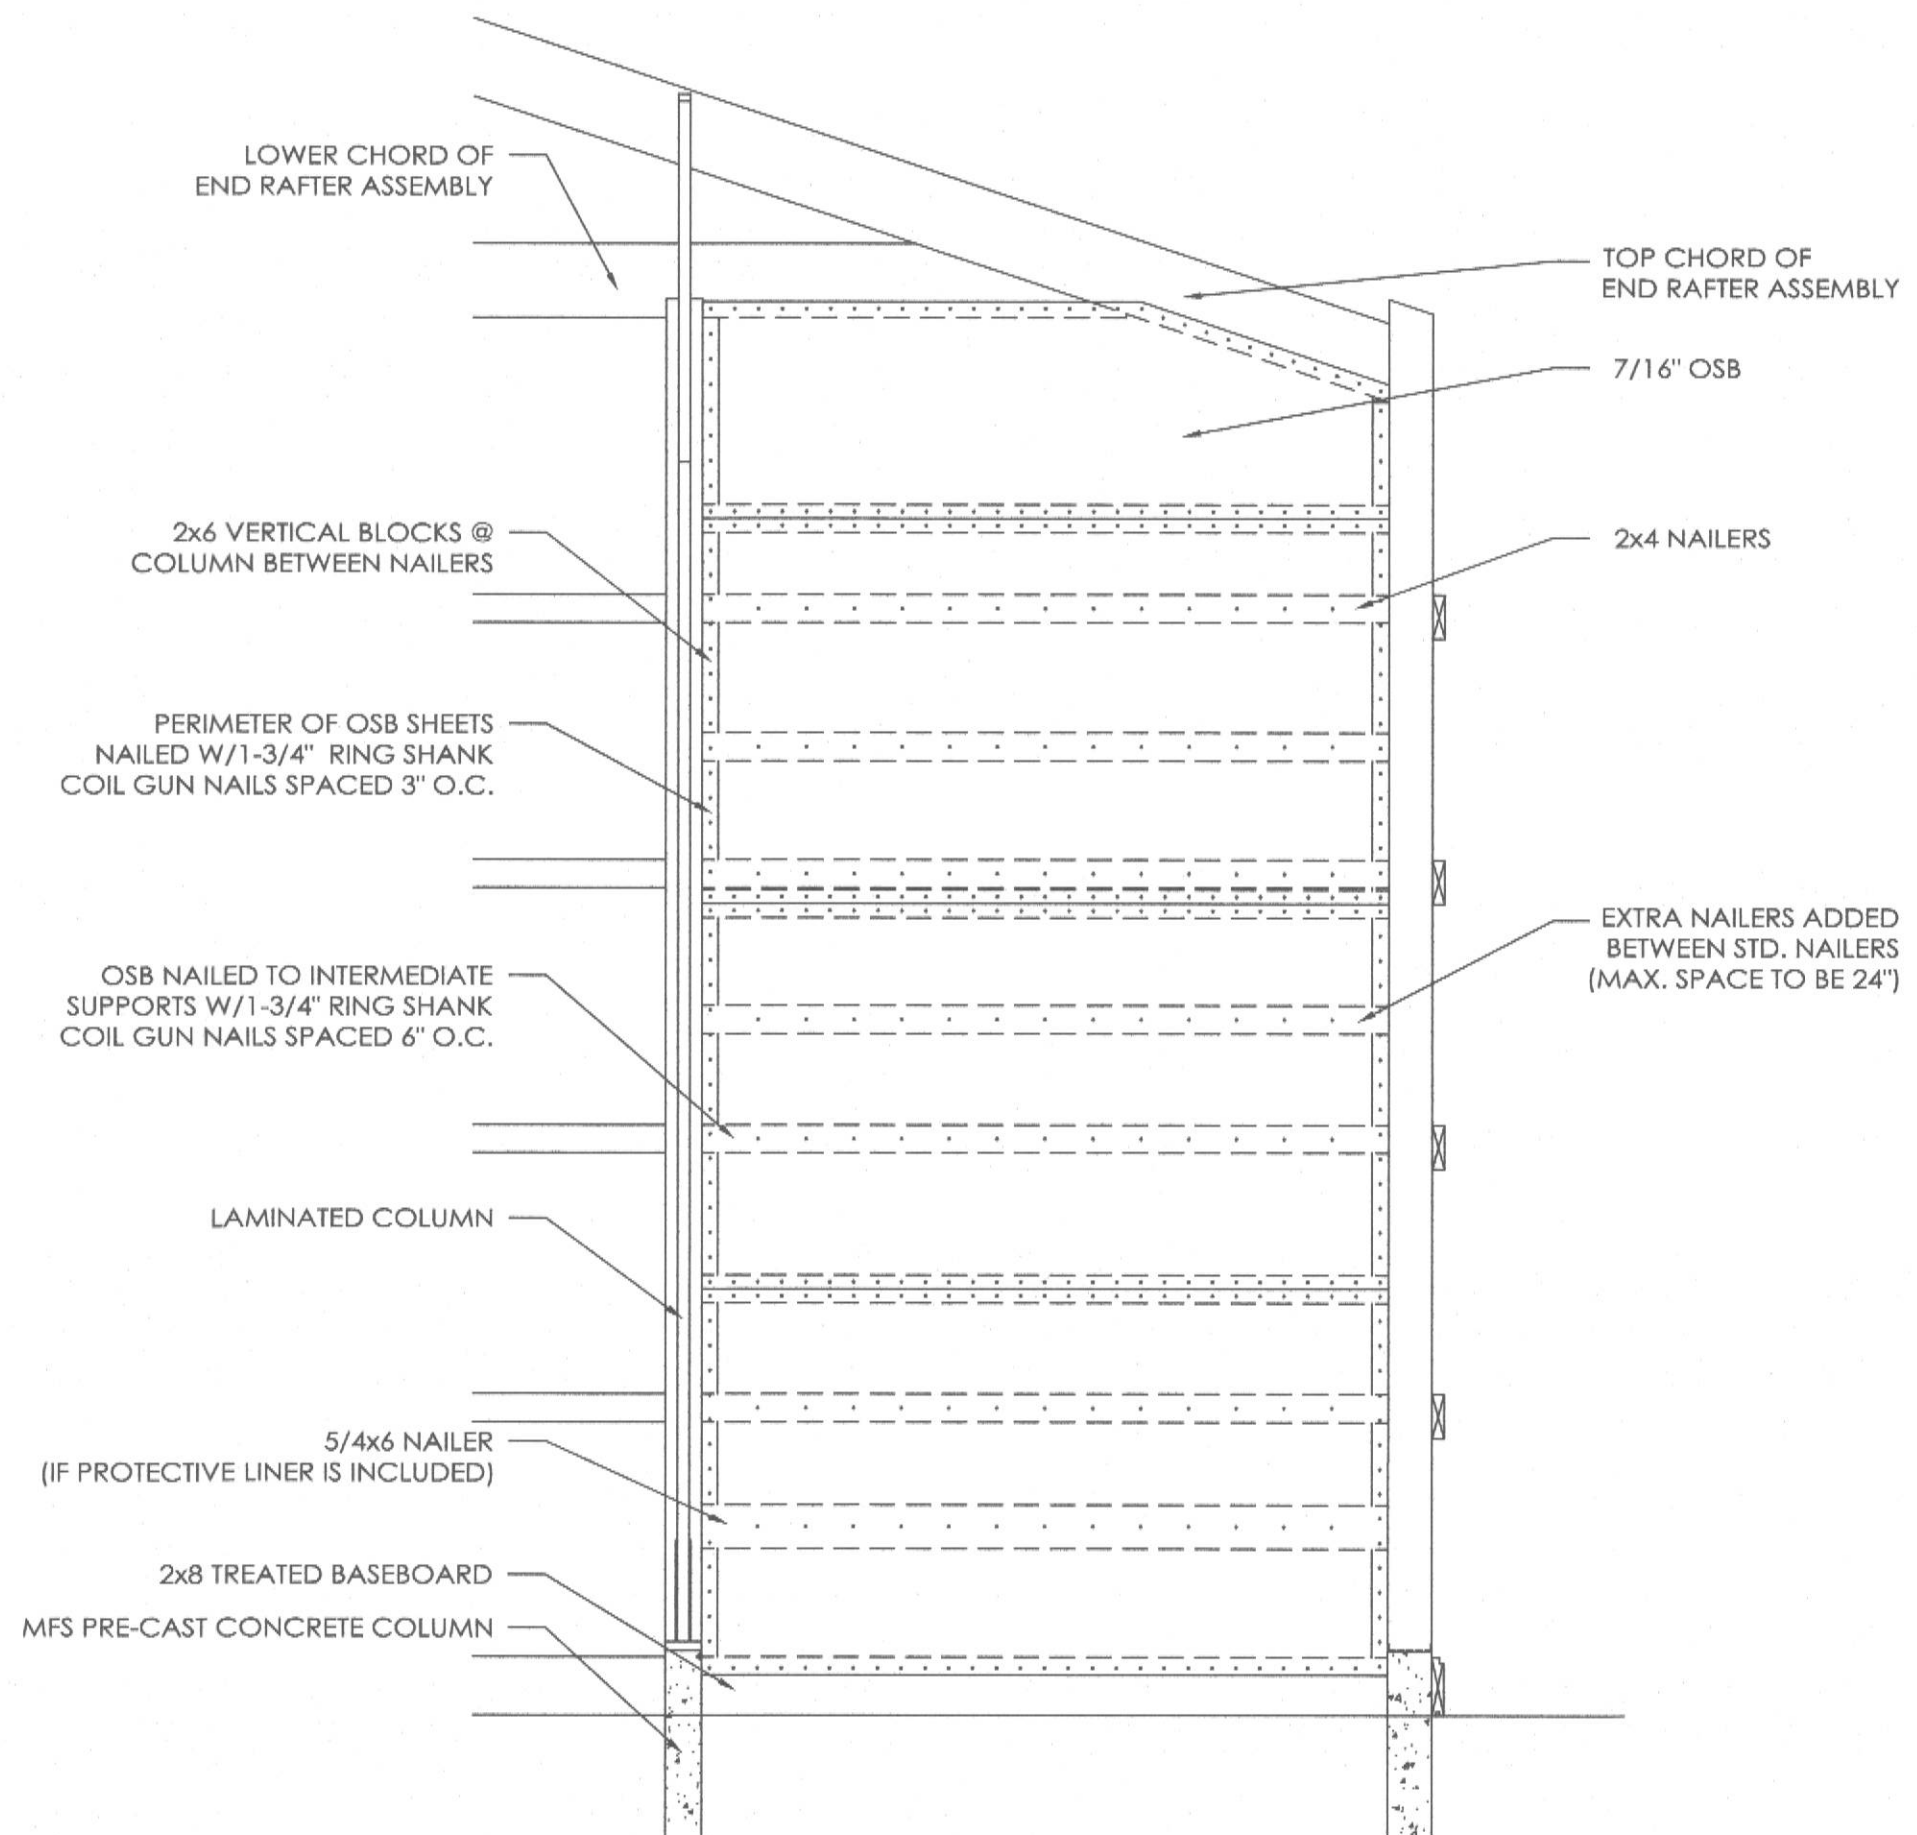 LOWER CHORD OF
END RAFTER ASSEMBLY
TOP CHORD OF
END RAFTER ASSEMBLY
7/16" OSB
2x6 VERTICAL BLOCKS @
COLUMN BETWEEN NAILERS
2x4 NAILERS
PERIMETER OF OSB SHEETS
NAILED W/1-3/4" RING SHANK
COIL GUN NAILS SPACED 3" O.C.
EXTRA NAILERS ADDED
BETWEEN STD. NAILERS
(MAX. SPACE TO BE 24")
OSB NAILED TO INTERMEDIATE
SUPPORTS W/1-3/4" RING SHANK
COIL GUN NAILS SPACED 6" O.C.
LAMINATED COLUMN
5/4x6 NAILER
(IF PROTECTIVE LINER IS INCLUDED)
2x8 TREATED BASEBOARD
MFS PRE-CAST CONCRETE COLUMN